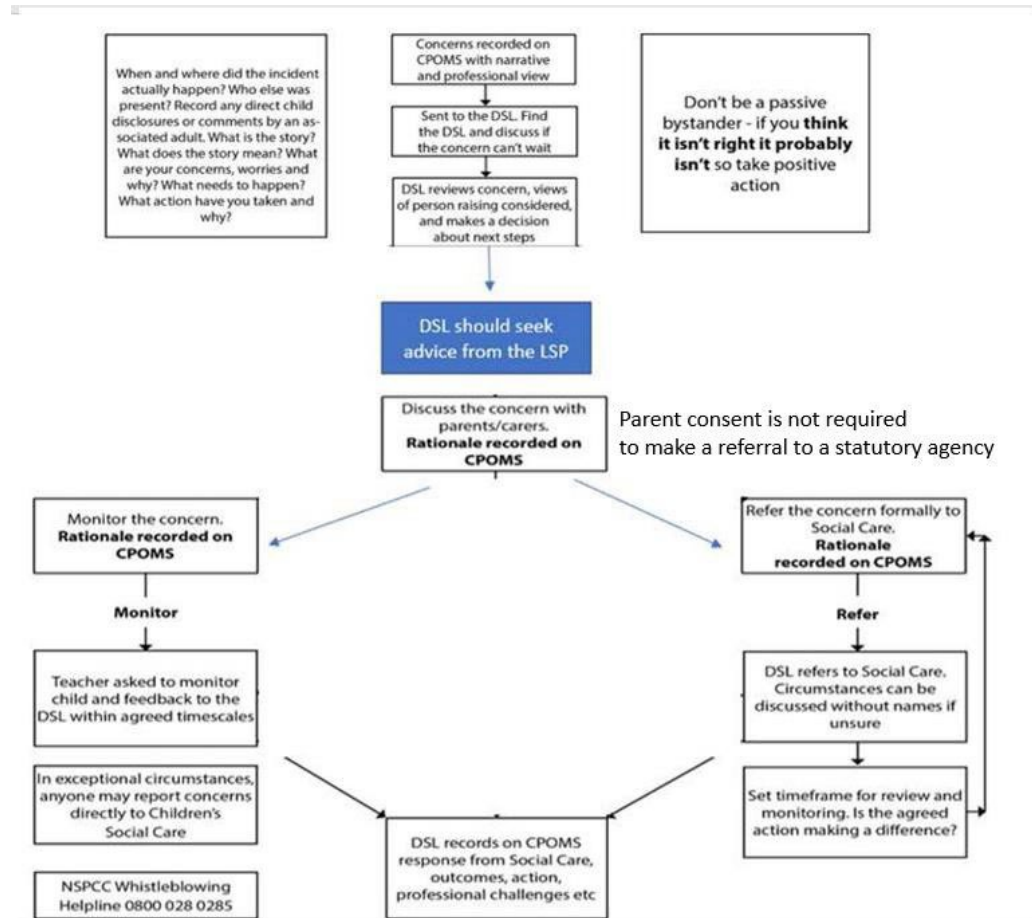 When and where did the incident
actually happen? Who else was
present? Record any direct child
disclosures or comments by an as-
sociated adult. What is the story?
What does the story mean? What
are your concerns, worries and
why? What needs to happen?
What action have you taken and
why?
Concerns recorded on
CPOMS with narrative
and professional view
Sent to the DSL. Find
the DSL and discuss if
the concern can't wait
DSL reviews concern, views
of person raising considered,
and makes a decision
about next steps
Don't be a passive
bystander - if you think
it isn't right it probably
isn't so take positive
action
DSL should seek
advice from the LSP
Discuss the concern with
parents/carers.
Rationale recorded on
CPOMS
Parent consent is not required
to make a referral to a statutory agency
Monitor the concern.
Rationale recorded on
CPOMS
Monitor
Teacher asked to monitor
child and feedback to the
DSL within agreed timescales
In exceptional circumstances,
anyone may report concerns
directly to Children's
Social Care
NSPCC Whistleblowing
Helpline 0800 028 0285
Refer the concern formally to
Social Care.
Rationale
recorded on CPOMS
Refer
DSL refers to Social Care.
Circumstances can be
discussed without names if
unsure
Set timeframe for review and
monitoring. Is the agreed
action making a difference?
DSL records on CPOMS
response from Social Care,
outcomes, action,
professional challenges etc